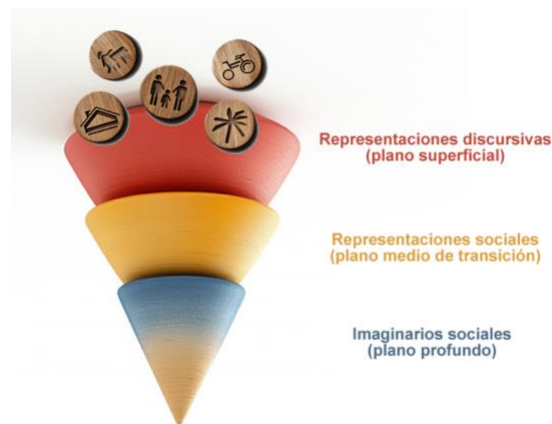 Representaciones discursivas
(plano superficial)
Representaciones sociales
(plano medio de transición)
Imaginarios sociales
(plano profundo)